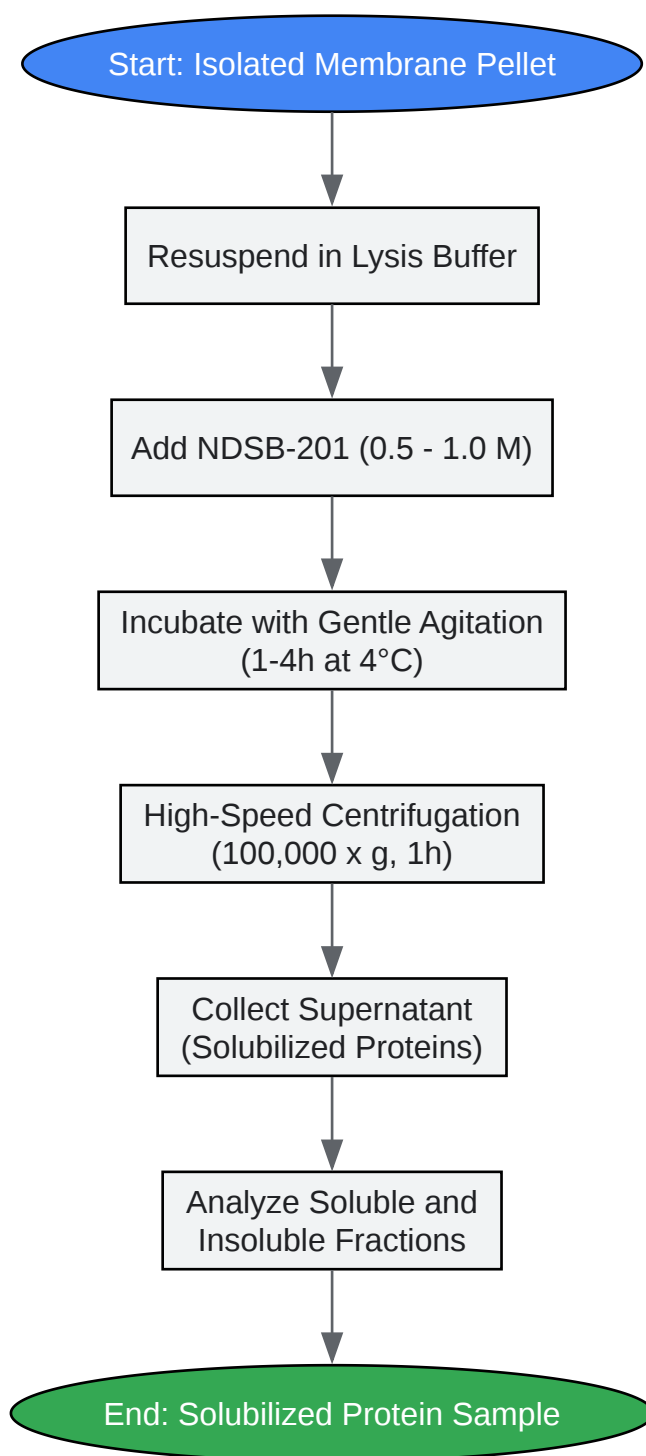 Start: Isolated Membrane Pellet
Resuspend in Lysis Buffer
Add NDSB-201 (0.5 - 1.0 M)
Incubate with Gentle Agitation
(1-4h at 4°C)
High-Speed Centrifugation
(100,000 x g, 1h)
Collect Supernatant
(Solubilized Proteins)
Analyze Soluble and
Insoluble Fractions
End: Solubilized Protein Sample